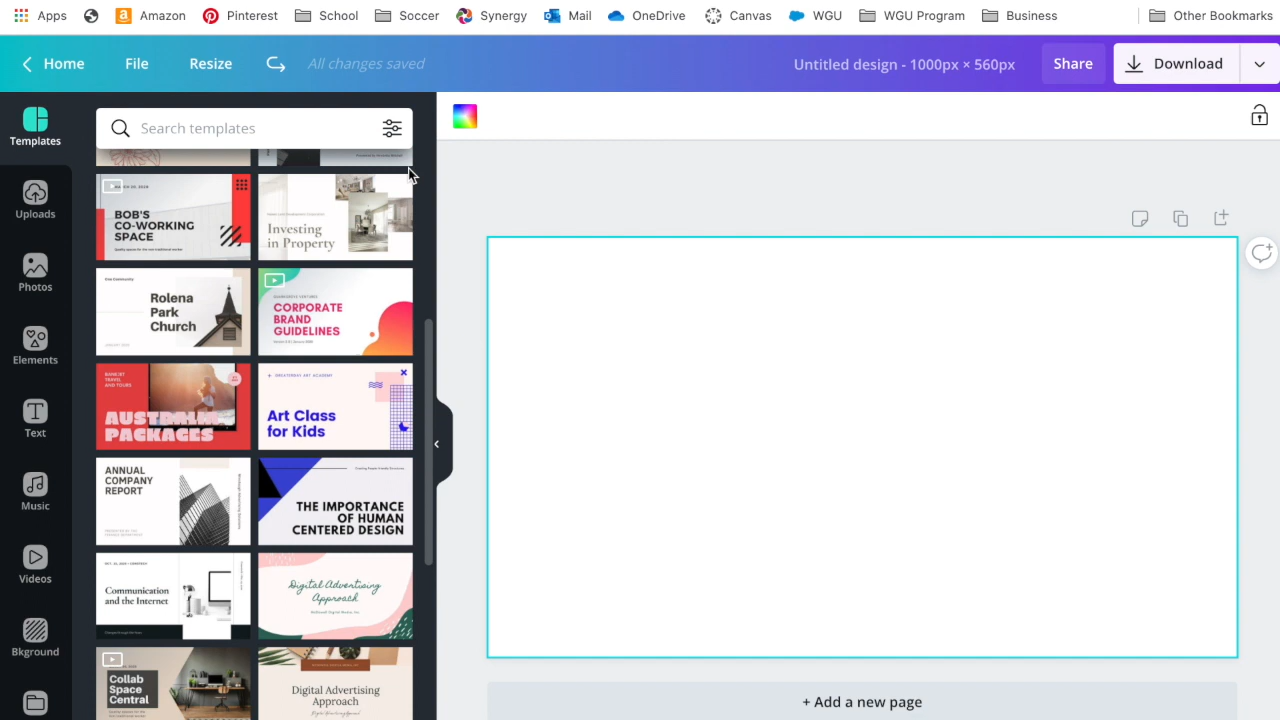 Apps Amazon Pinterest School Soccer Synergy Mail OneDrive Canvas WGU WGU Program Business Other Bookmarks
Home File Resize All changes saved Untitled design - 1000px × 560px Share Download
Templates
Search templates
Uploads
Photos
Elements
Text
Music
Videos
Bkground
BOB'S
CO-WORKING
SPACE
Investing
in Property
Rolena
Park
Church
CORPORATE
BRAND
GUIDELINES
AUSTRALIA
PACKAGES
Art Class
for Kids
ANNUAL
COMPANY
REPORT
THE IMPORTANCE
OF HUMAN
CENTERED DESIGN
Communication
and the Internet
Digital Advertising
Approach
Collab
Space
Central
Digital Advertising
Approach
+ Add a new page